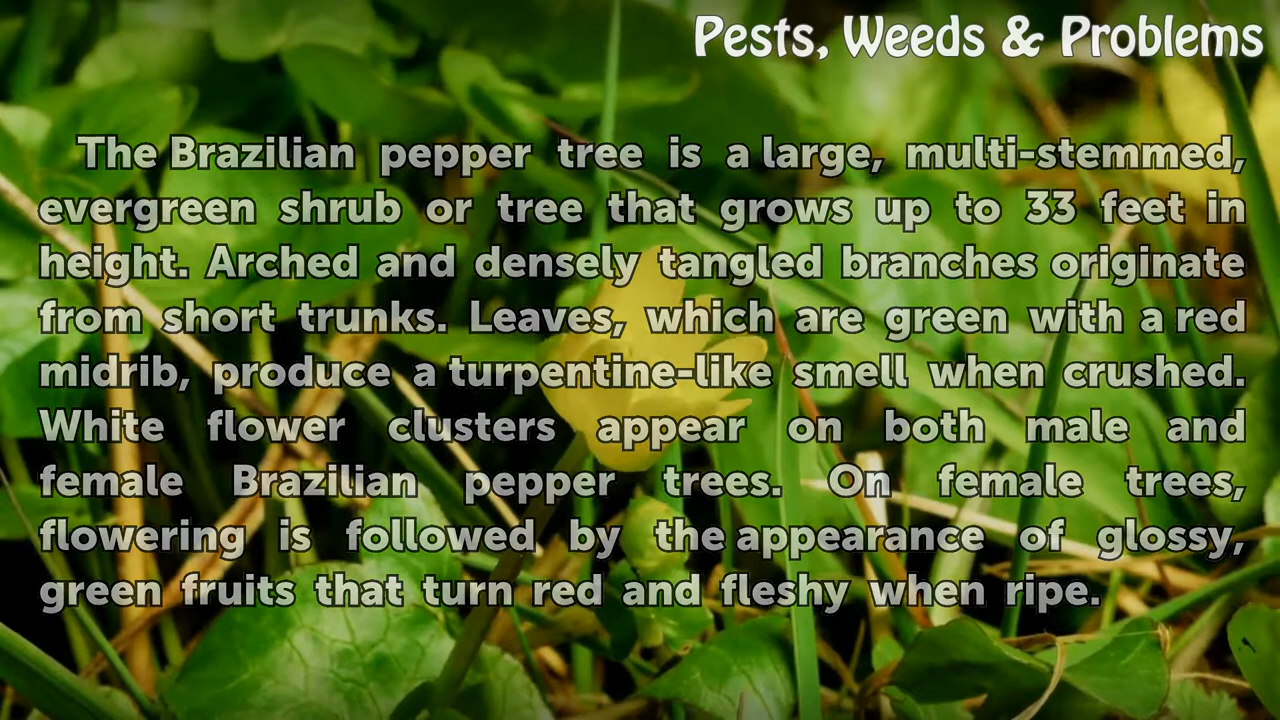 Pests, Weeds & Problems
The Brazilian pepper tree is a large, multi-stemmed,
evergreen shrub or tree that grows up to 33 feet in
height. Arched and densely tangled branches originate
from short trunks. Leaves, which are green with a red
midrib, produce a turpentine-like smell when crushed.
White flower clusters appear on both male and
female Brazilian pepper trees. On female trees,
flowering is followed by the appearance of glossy,
green fruits that turn red and fleshy when ripe.